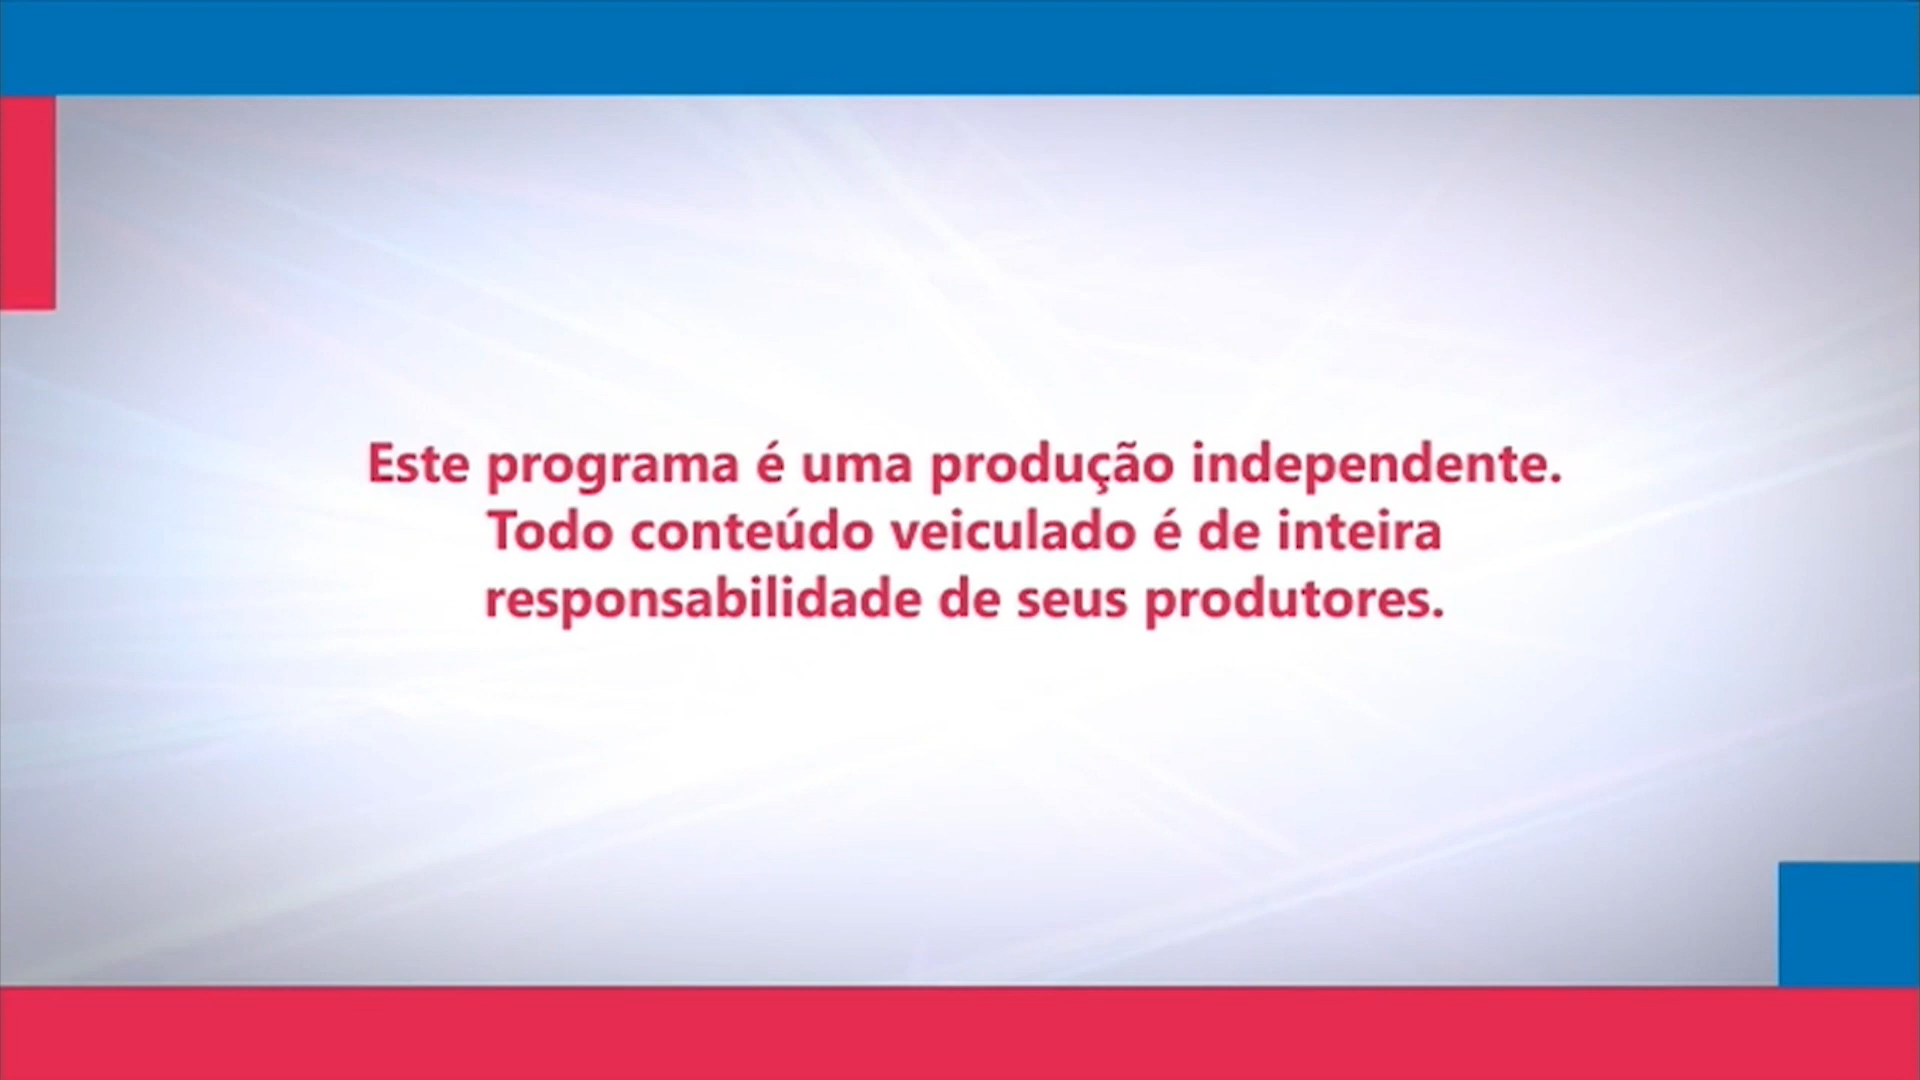 Este programa é uma produção independente.
Todo conteúdo veiculado é de inteira
responsabilidade de seus produtores.